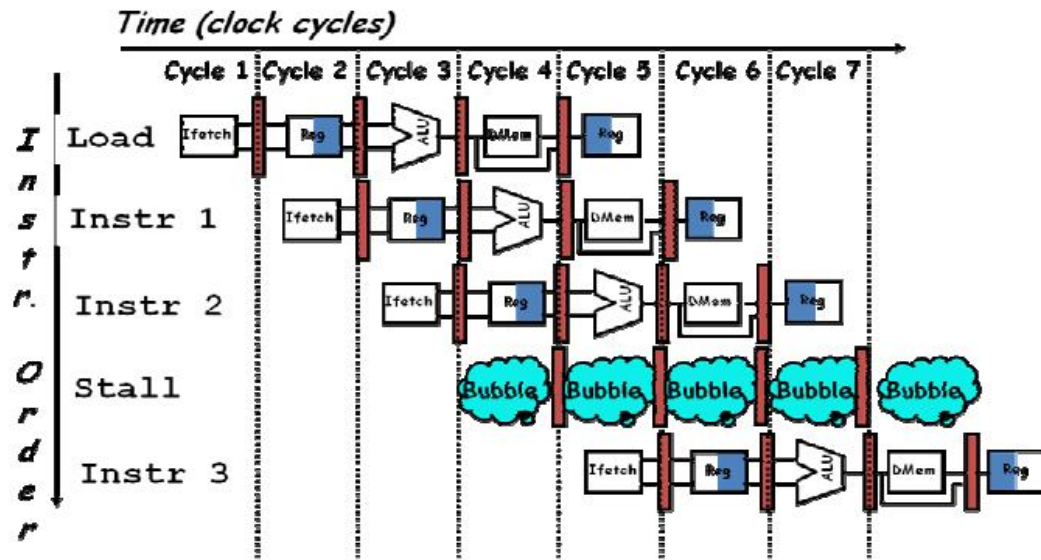 Time (clock cycles)
Cycle 1 Cycle 2 Cycle 3 Cycle 4 Cycle 5 Cycle 6 Cycle 7
Instr. Order
Load Ifetch Reg ALU DMem Reg
Instr 1 Ifetch Reg ALU DMem Reg
Instr 2 Ifetch Reg ALU DMem Reg
Stall Bubble Bubble Bubble Bubble Bubble
Instr 3 Ifetch Reg ALU DMem Reg